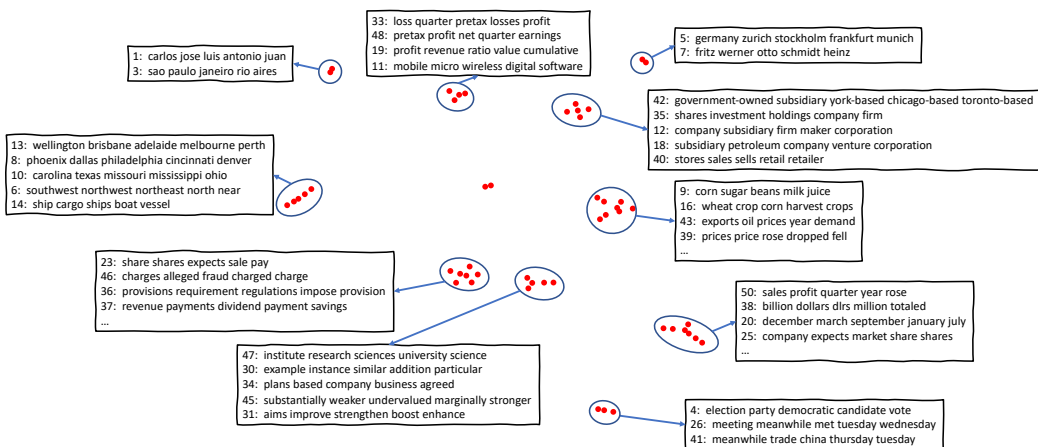 33: loss quarter pretax losses profit
48: pretax profit net quarter earnings
19: profit revenue ratio value cumulative
11: mobile micro wireless digital software
1: carlos jose luis antonio juan
3: sao paulo janeiro rio aires
5: germany zurich stockholm frankfurt munich
7: fritz werner otto schmidt heinz
42: government-owned subsidiary york-based chicago-based toronto-based
35: shares investment holdings company firm
12: company subsidiary firm maker corporation
18: subsidiary petroleum company venture corporation
40: stores sales sells retail retailer
13: wellington brisbane adelaide melbourne perth
8: phoenix dallas philadelphia cincinnati denver
10: carolina texas missouri mississippi ohio
6: southwest northwest northeast north near
14: ship cargo ships boat vessel
9: corn sugar beans milk juice
16: wheat crop corn harvest crops
43: exports oil prices year demand
39: prices price rose dropped fell
...
23: share shares expects sale pay
46: charges alleged fraud charged charge
36: provisions requirement regulations impose provision
37: revenue payments dividend payment savings
...
50: sales profit quarter year rose
38: billion dollars dlrs million totaled
20: december march september january july
25: company expects market share shares
...
47: institute research sciences university science
30: example instance similar addition particular
34: plans based company business agreed
45: substantially weaker undervalued marginally stronger
31: aims improve strengthen boost enhance
4: election party democratic candidate vote
26: meeting meanwhile met tuesday wednesday
41: meanwhile trade china thursday tuesday